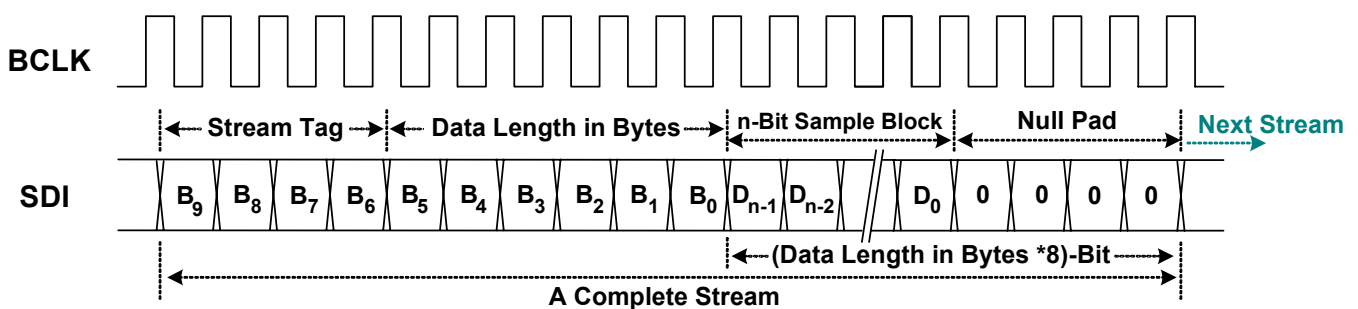 BCLK
Stream Tag Data Length in Bytes n-Bit Sample Block Null Pad Next Stream
SDI B₉ B₈ B₇ B₆ B₅ B₄ B₃ B₂ B₁ B₀ Dₙ₋₁ Dₙ₋₂ D₀ 0 0 0 0
(Data Length in Bytes *8)-Bit
A Complete Stream